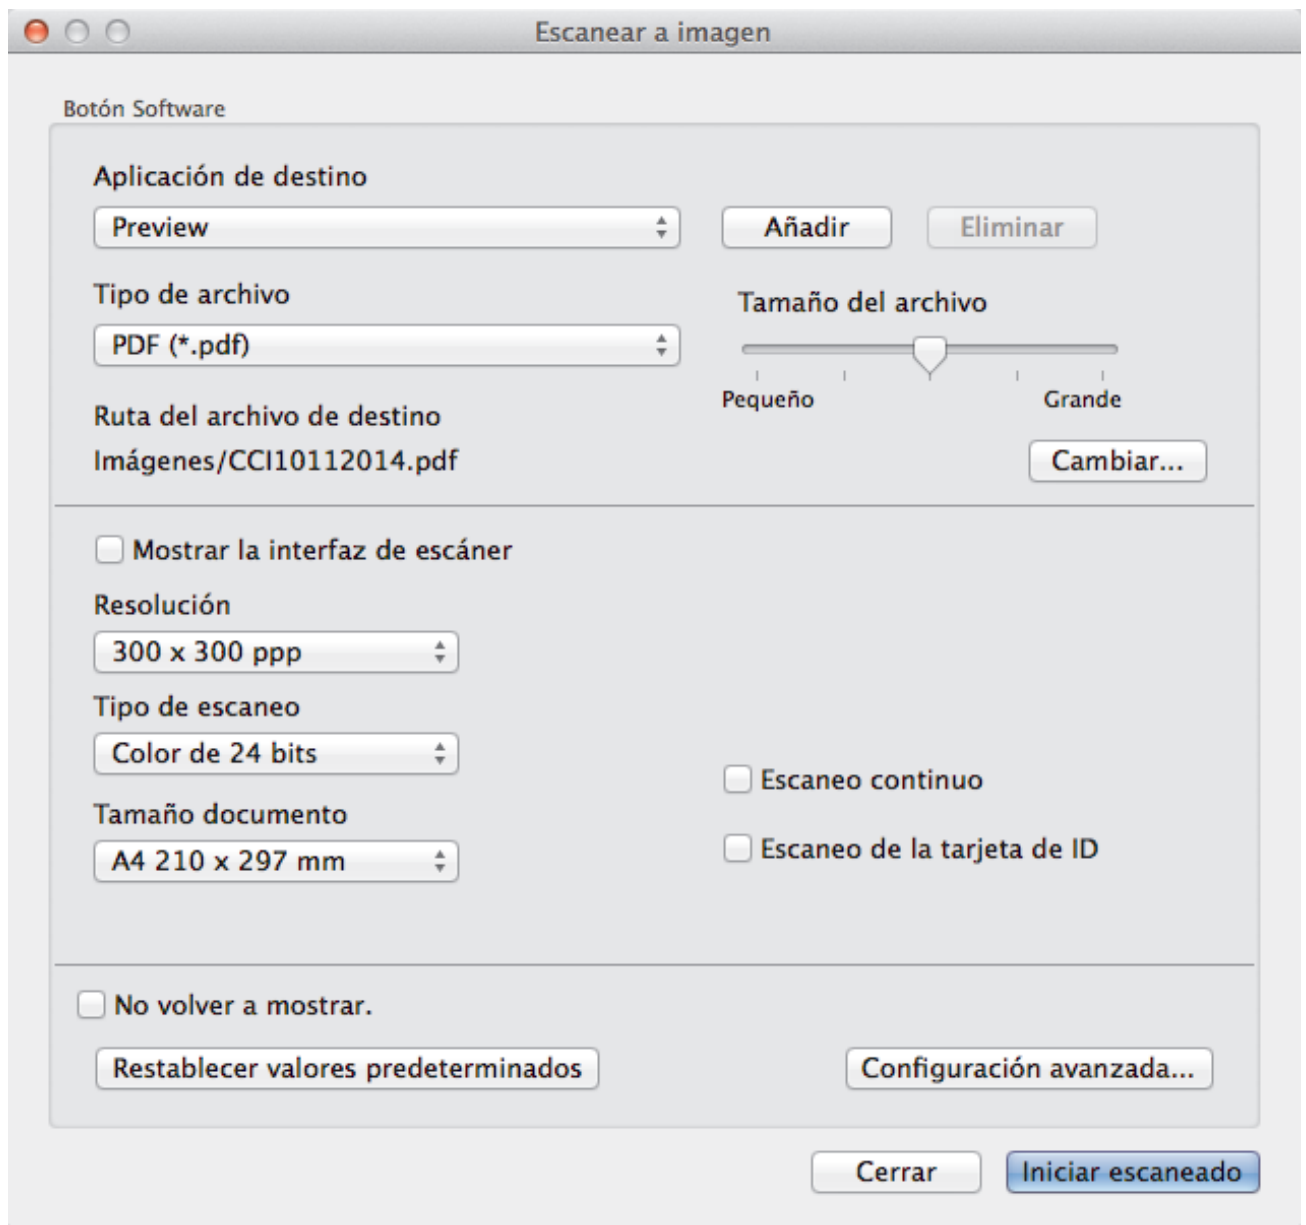 Escanear a imagen
Botón Software
Aplicación de destino
Preview
Añadir
Eliminar
Tipo de archivo
PDF (*.pdf)
Tamaño del archivo
Pequeño
Grande
Ruta del archivo de destino
Imágenes/CCI10112014.pdf
Cambiar...
Mostrar la interfaz de escáner
Resolución
300 x 300 ppp
Tipo de escaneo
Color de 24 bits
Escaneo continuo
Tamaño documento
A4 210 x 297 mm
Escaneo de la tarjeta de ID
No volver a mostrar.
Restablecer valores predeterminados
Configuración avanzada...
Cerrar
Iniciar escaneado